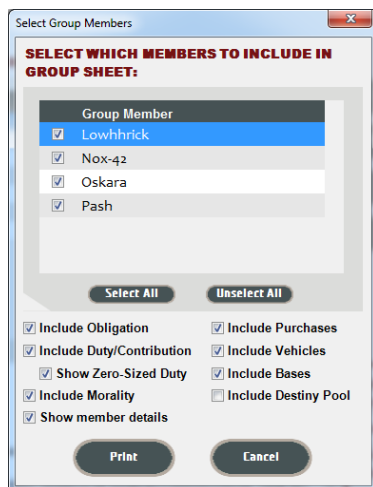 Select Group Members
SELECT WHICH MEMBERS TO INCLUDE IN
GROUP SHEET:
Group Member
Lowhhrick
Nox-42
Oskara
Pash
Select All Unselect All
Include Obligation Include Purchases
Include Duty/Contribution Include Vehicles
Show Zero-Sized Duty Include Bases
Include Morality Include Destiny Pool
Show member details
Print Cancel